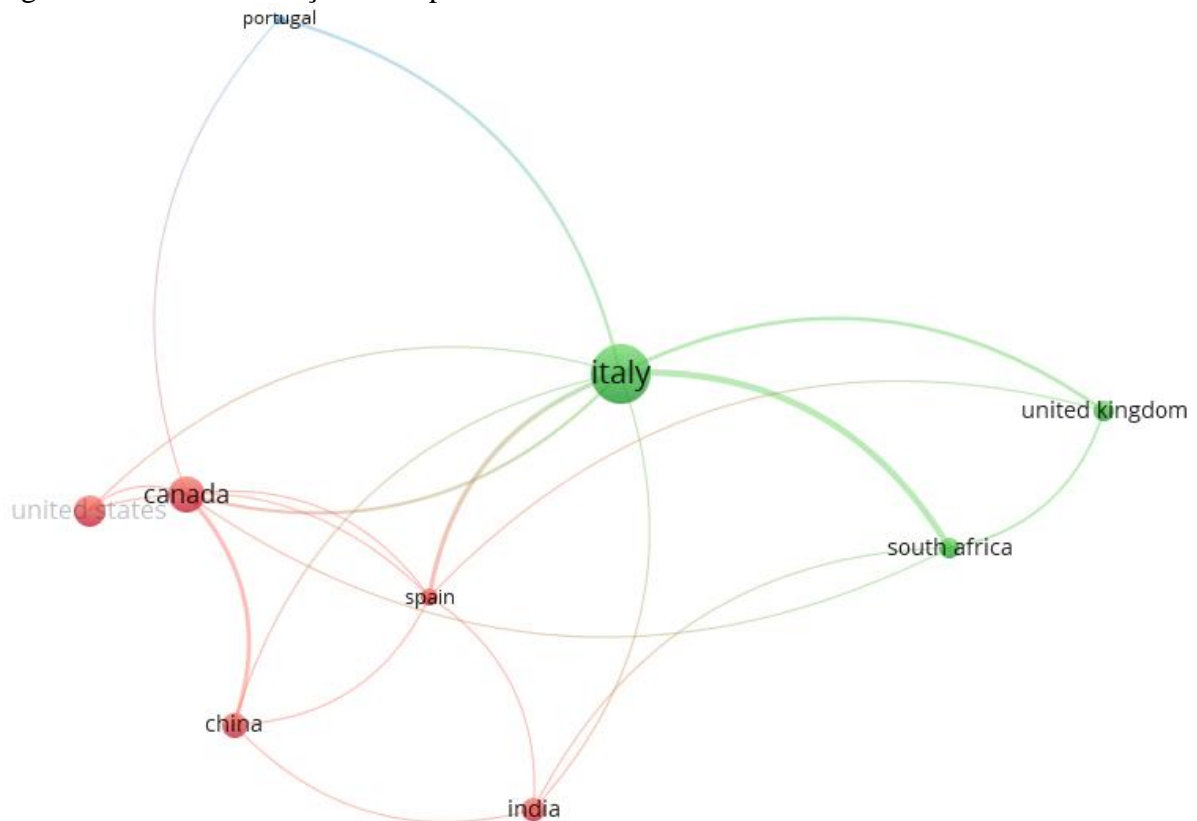 portugal
italy
united kingdom
canada
united states
south africa
spain
china
india